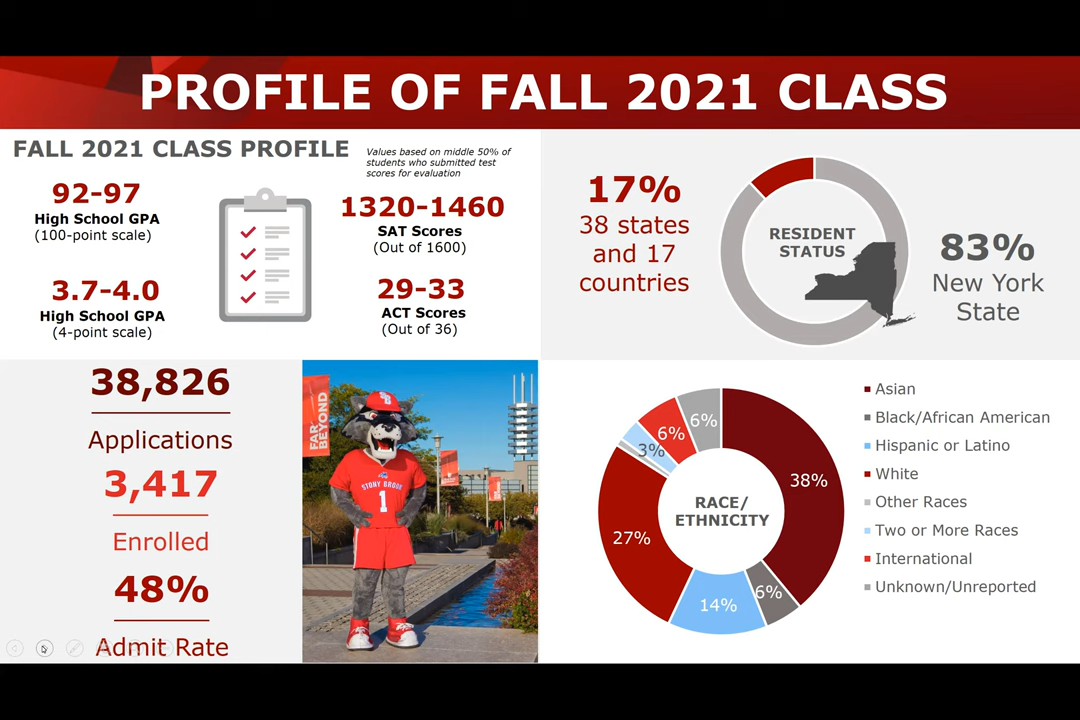 PROFILE OF FALL 2021 CLASS
FALL 2021 CLASS PROFILE
Values based on middle 50% of
students who submitted test
scores for evaluation
92-97
High School GPA
(100-point scale)
3.7-4.0
High School GPA
(4-point scale)
1320-1460
SAT Scores
(Out of 1600)
29-33
ACT Scores
(Out of 36)
17%
38 states
and 17
countries
RESIDENT
STATUS
83%
New York
State
38,826
Applications
3,417
Enrolled
48%
Admit Rate
FAR
BEYOND
SB
STONY BROOK
1
RACE/
ETHNICITY
38%
6%
14%
27%
3%
6%
6%
Asian
Black/African American
Hispanic or Latino
White
Other Races
Two or More Races
International
Unknown/Unreported